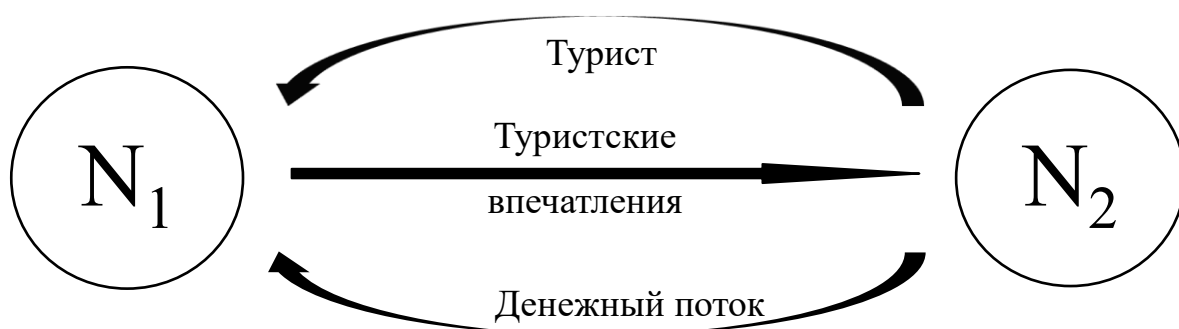 Турист
Туристские
N₁
N₂
впечатления
Денежный поток